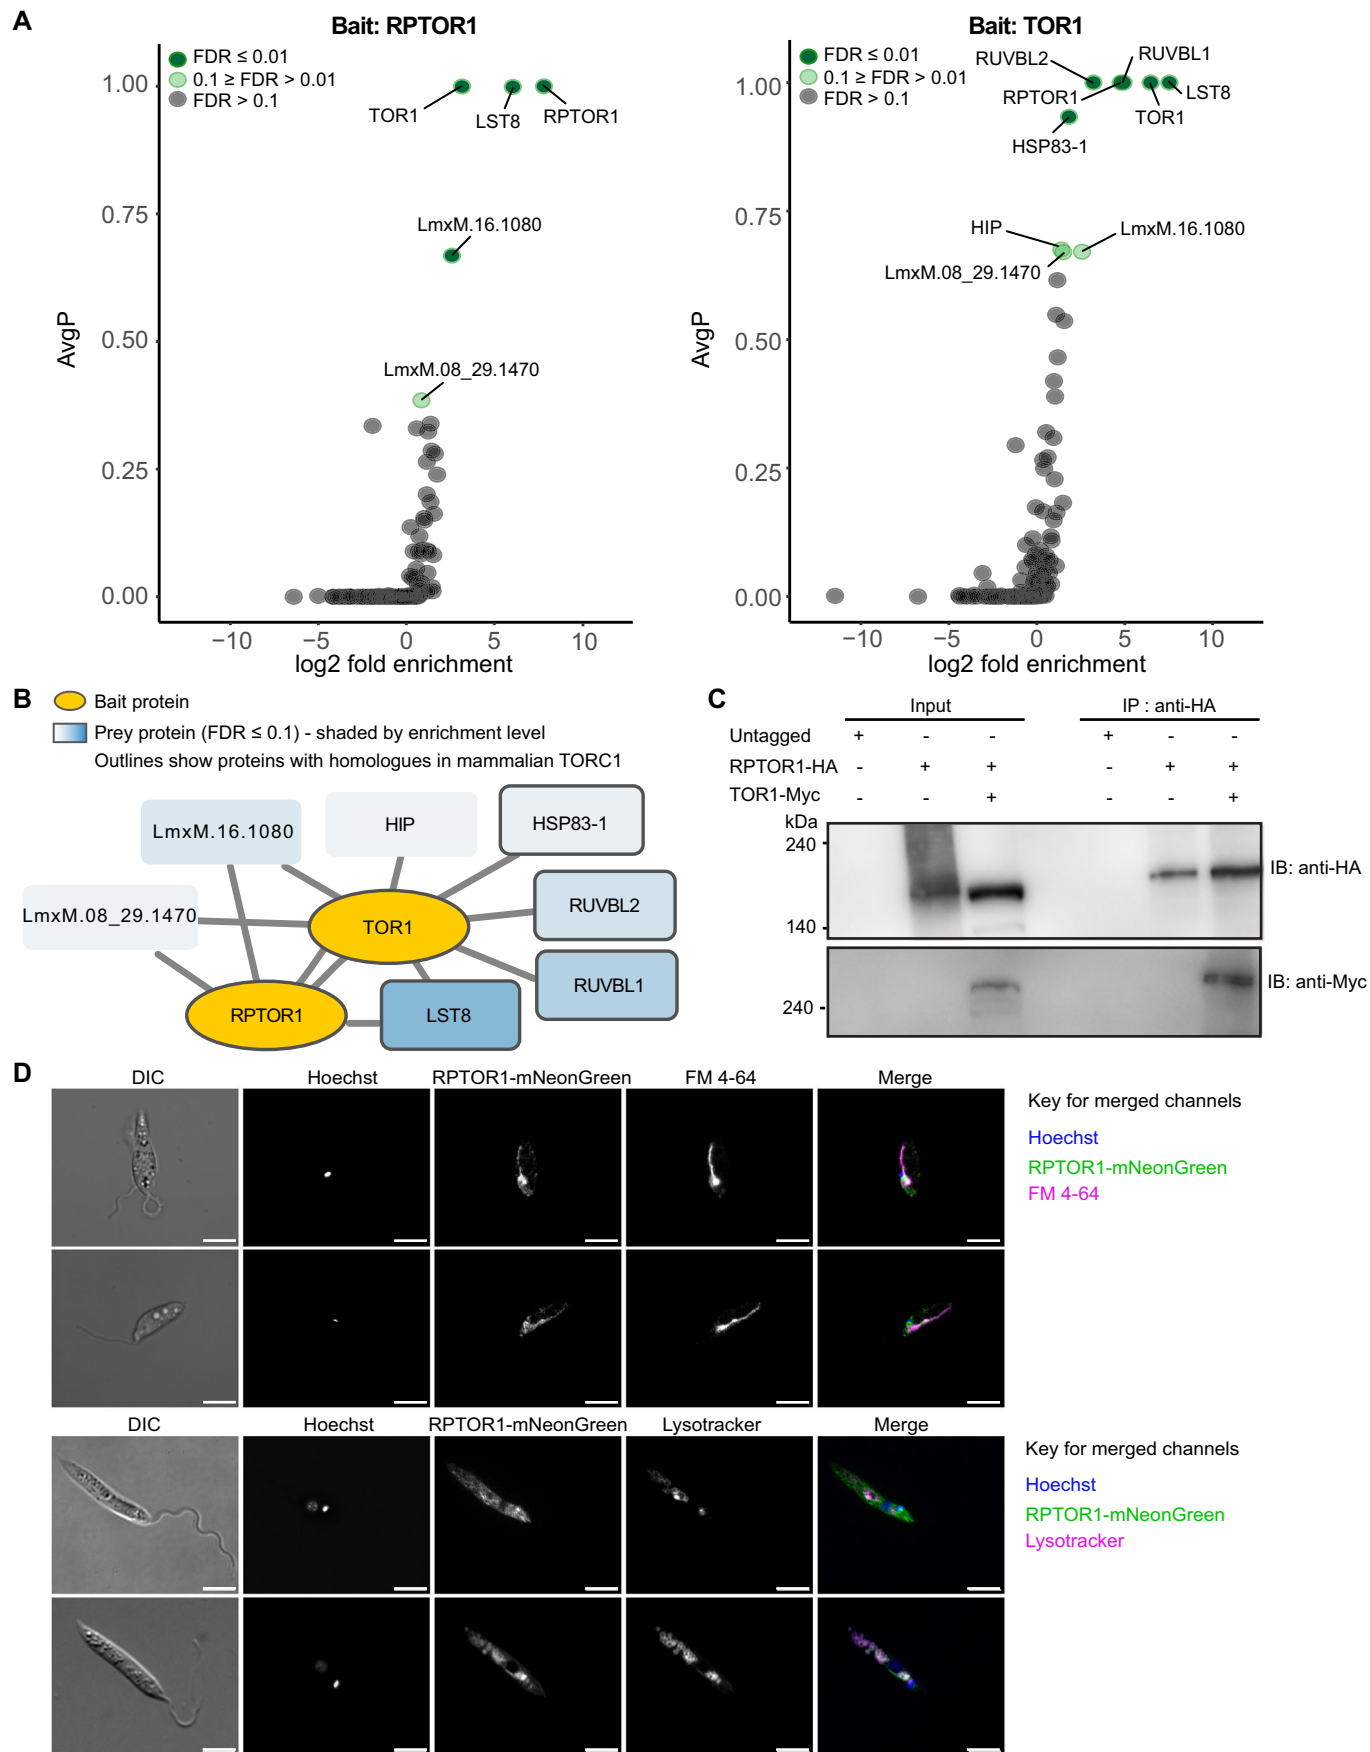 A
Bait: RPTOR1
FDR ≤ 0.01
0.1 ≥ FDR > 0.01
FDR > 0.1
TOR1
LST8
RPTOR1
LmxM.16.1080
LmxM.08_29.1470
AvgP
1.00
0.75
0.50
0.25
0.00
−10 −5 0 5 10
log2 fold enrichment
Bait: TOR1
FDR ≤ 0.01
0.1 ≥ FDR > 0.01
FDR > 0.1
RUVBL2
RUVBL1
RPTOR1
LST8
TOR1
HSP83-1
HIP
LmxM.16.1080
LmxM.08_29.1470
AvgP
1.00
0.75
0.50
0.25
0.00
−10 −5 0 5 10
log2 fold enrichment
B
Bait protein
Prey protein (FDR ≤ 0.1) - shaded by enrichment level
Outlines show proteins with homologues in mammalian TORC1
LmxM.16.1080
HIP
HSP83-1
LmxM.08_29.1470
TOR1
RUVBL2
RUVBL1
RPTOR1
LST8
C
Input IP : anti-HA
Untagged + - - + - -
RPTOR1-HA - + + - + +
TOR1-Myc - - + - - +
kDa
240
140
IB: anti-HA
240
IB: anti-Myc
D
DIC Hoechst RPTOR1-mNeonGreen FM 4-64 Merge
Key for merged channels
Hoechst
RPTOR1-mNeonGreen
FM 4-64
DIC Hoechst RPTOR1-mNeonGreen Lysotracker Merge
Key for merged channels
Hoechst
RPTOR1-mNeonGreen
Lysotracker